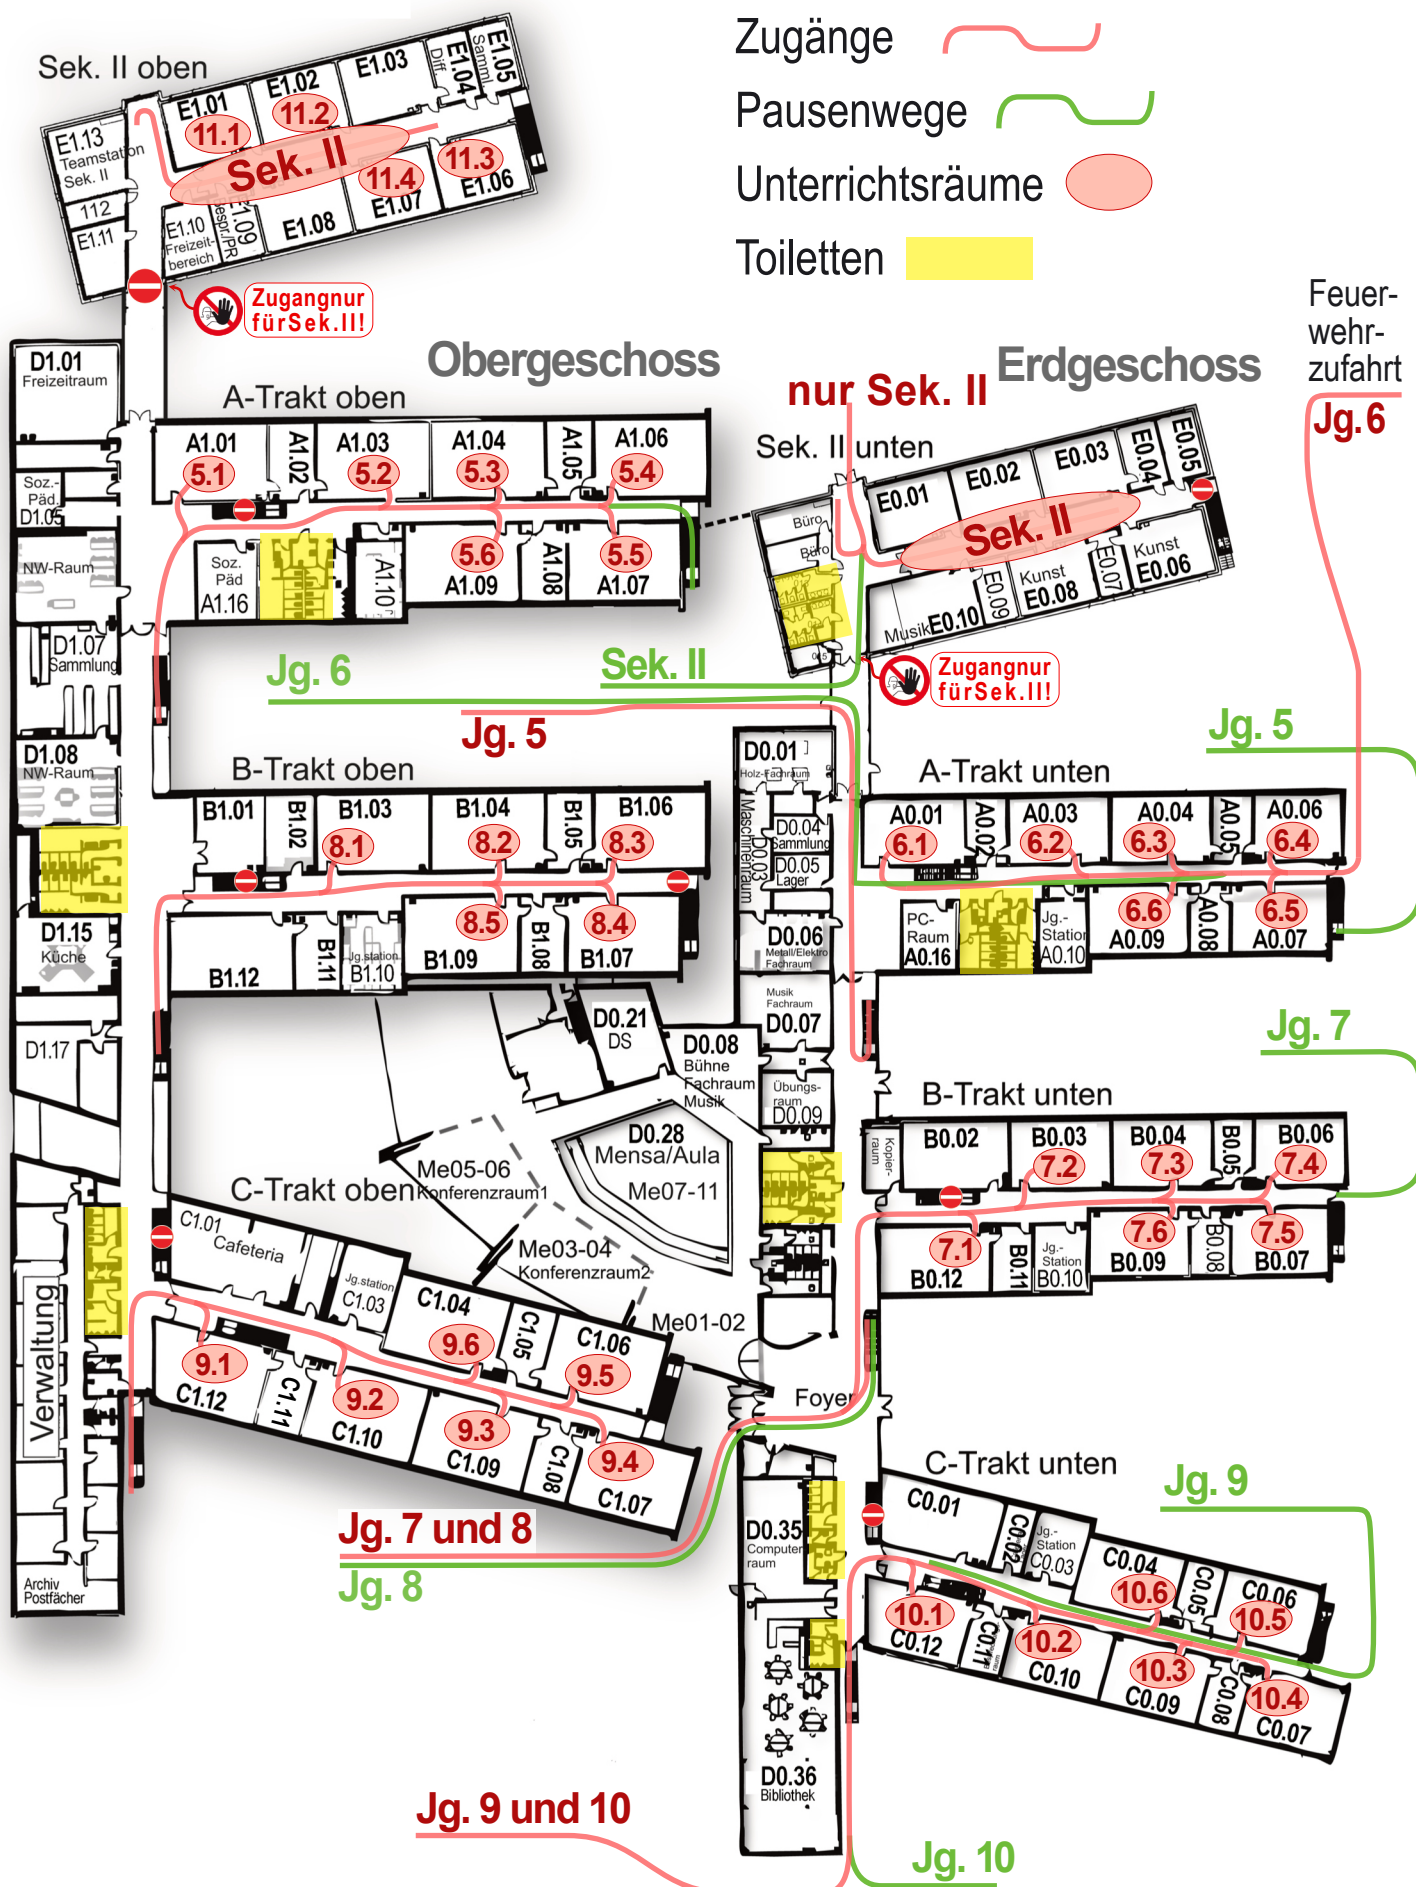 Zugänge
Pausenwege
Unterrichtsräume
Toiletten
Sek. II oben
E1.01
11.1
E1.02
11.2
E1.03
Diff.
E1.04
Samml.
E1.05
E1.13
Teamstation
Sek. II
112
E1.11
Sek. II
E1.10
Freizeit-
bereich
E1.09
Bespr./PR
E1.08
11.4
E1.07
11.3
E1.06
Zugangnur
fürSek.II!
Obergeschoss
Erdgeschoss
Feuer-
wehr-
zufahrt
Jg.6
D1.01
Freizeitraum
Soz.-
Päd.
D1.05
NW-Raum
D1.07
Sammlung
D1.08
NW-Raum
D1.15
Küche
D1.17
A-Trakt oben
A1.01
5.1
A1.02
A1.03
5.2
A1.04
5.3
A1.05
A1.06
5.4
Soz.
Päd
A1.16
A1.10
5.6
A1.09
A1.08
5.5
A1.07
nur Sek. II
Sek. II unten
E0.01
E0.02
E0.03
E0.04
E0.05
Büro
Büro
Sek. II
Musik
E0.10
E0.09
Kunst
E0.08
E0.07
Kunst
E0.06
Zugangnur
fürSek.II!
Jg. 6
Sek. II
Jg. 5
Jg. 5
B-Trakt oben
B1.01
B1.02
B1.03
8.1
B1.04
8.2
B1.05
B1.06
8.3
B1.12
B1.11
Jg.station
B1.10
8.5
B1.09
B1.08
8.4
B1.07
D0.01
Holz-Fachraum
Maschinenraum
D0.03
D0.04
Sammlung
D0.05
Lager
D0.06
Metall/Elektro
Fachraum
Musik
Fachraum
D0.07
Übungs-
raum
D0.09
A-Trakt unten
A0.01
6.1
A0.02
A0.03
6.2
A0.04
6.3
A0.05
A0.06
6.4
PC-
Raum
A0.16
Jg.-
Station
A0.10
6.6
A0.09
A0.08
6.5
A0.07
Jg. 7
D0.21
DS
D0.08
Bühne
Fachraum
Musik
D0.28
Mensa/Aula
Me07-11
Me05-06
Konferenzraum1
Me03-04
Konferenzraum2
Me01-02
Foyer
B-Trakt unten
Kopier-
raum
B0.02
B0.03
7.2
B0.04
7.3
B0.05
B0.06
7.4
7.1
B0.12
B0.11
Jg.-
Station
B0.10
7.6
B0.09
B0.08
7.5
B0.07
C-Trakt oben
C1.01
Cafeteria
Jg.station
C1.03
C1.04
9.6
C1.05
C1.06
9.5
9.1
C1.12
C1.11
9.2
C1.10
9.3
C1.09
C1.08
9.4
C1.07
Verwaltung
Archiv
Postfächer
Jg. 7 und 8
Jg. 8
C-Trakt unten
Jg. 9
C0.01
C0.02
Jg.-
Station
C0.03
C0.04
10.6
C0.05
C0.06
10.5
10.1
C0.12
C0.11
10.2
C0.10
10.3
C0.09
C0.08
10.4
C0.07
D0.35
Computer
raum
D0.36
Bibliothek
Jg. 9 und 10
Jg. 10